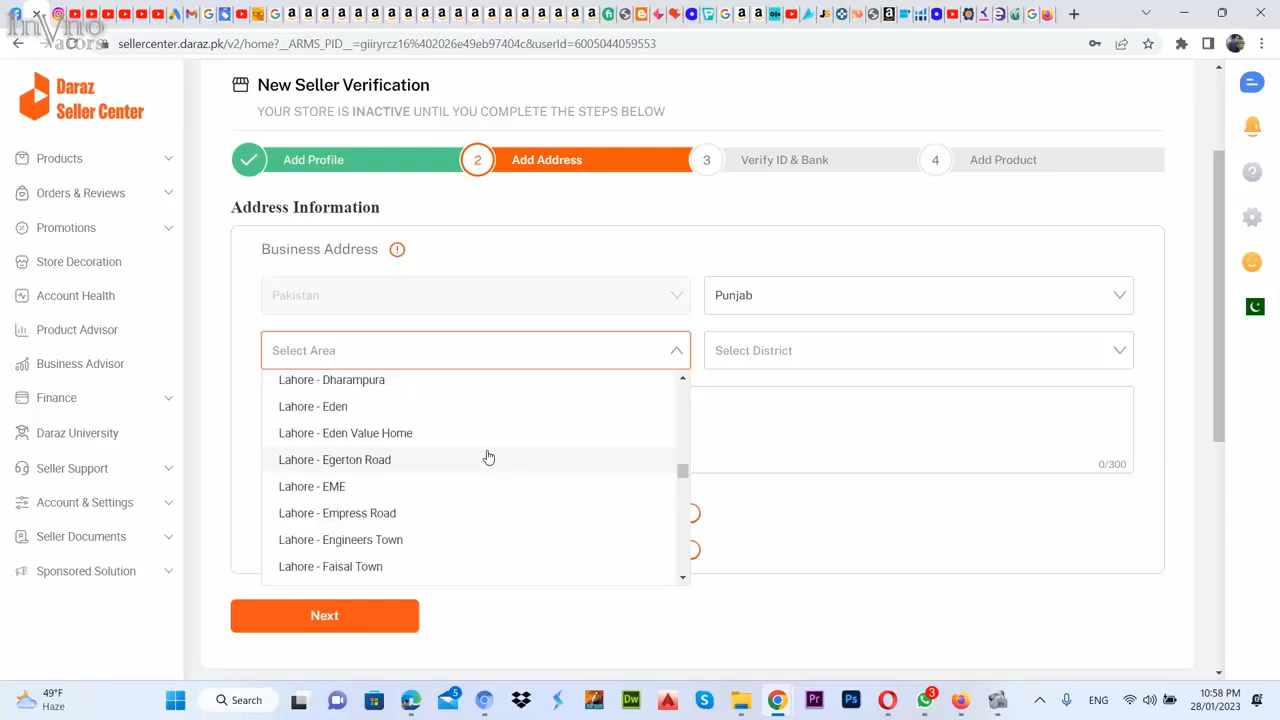 InVno
acors
sellercenter.daraz.pk/v2/home?__ARMS_PID__=giiryrcz16%402026e49eb97404c&userId=6005044059553
Daraz
Seller Center
Products
Orders & Reviews
Promotions
Store Decoration
Account Health
Product Advisor
Business Advisor
Finance
Daraz University
Seller Support
Account & Settings
Seller Documents
Sponsored Solution
New Seller Verification
YOUR STORE IS INACTIVE UNTIL YOU COMPLETE THE STEPS BELOW
Add Profile
2 Add Address
3 Verify ID & Bank
4 Add Product
Address Information
Business Address
Pakistan
Punjab
Select Area
Select District
Lahore - Dharampura
Lahore - Eden
Lahore - Eden Value Home
Lahore - Egerton Road
Lahore - EME
Lahore - Empress Road
Lahore - Engineers Town
Lahore - Faisal Town
0/300
Next
49°F
Haze
Search
5
3
ENG
10:58 PM
28/01/2023